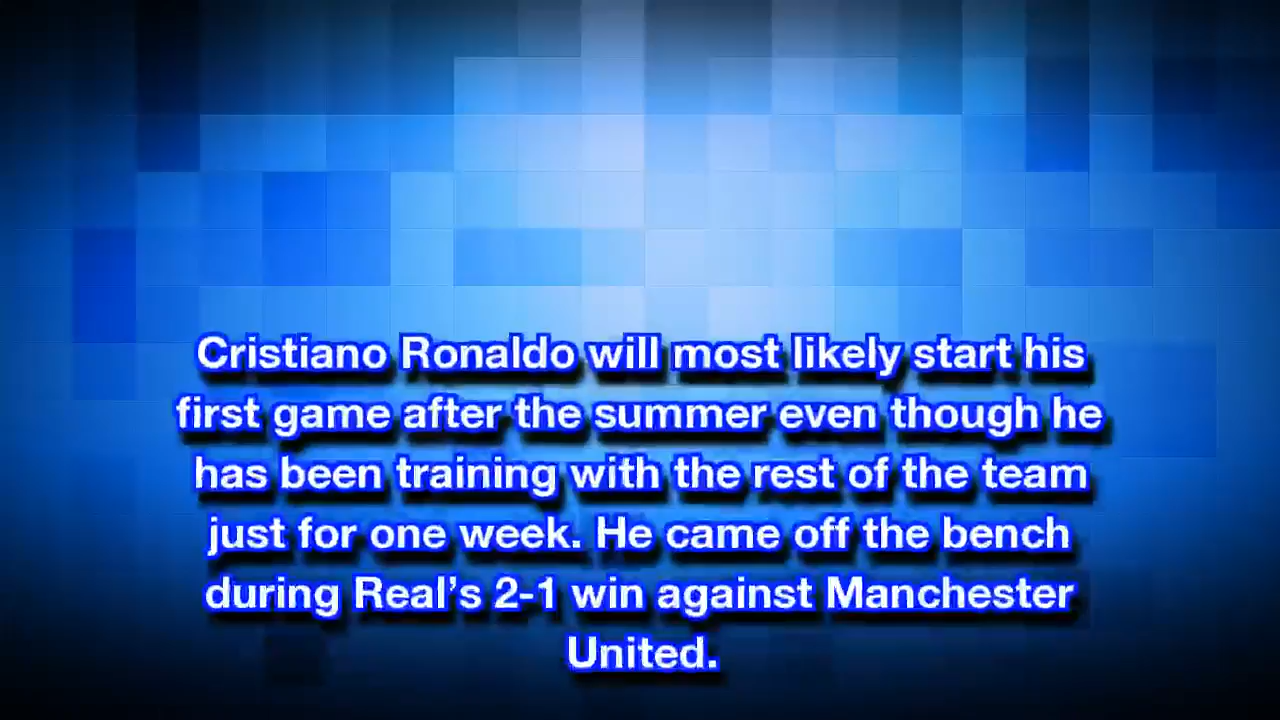 Cristiano Ronaldo will most likely start his
first game after the summer even though he
has been training with the rest of the team
just for one week. He came off the bench
during Real’s 2-1 win against Manchester
United.